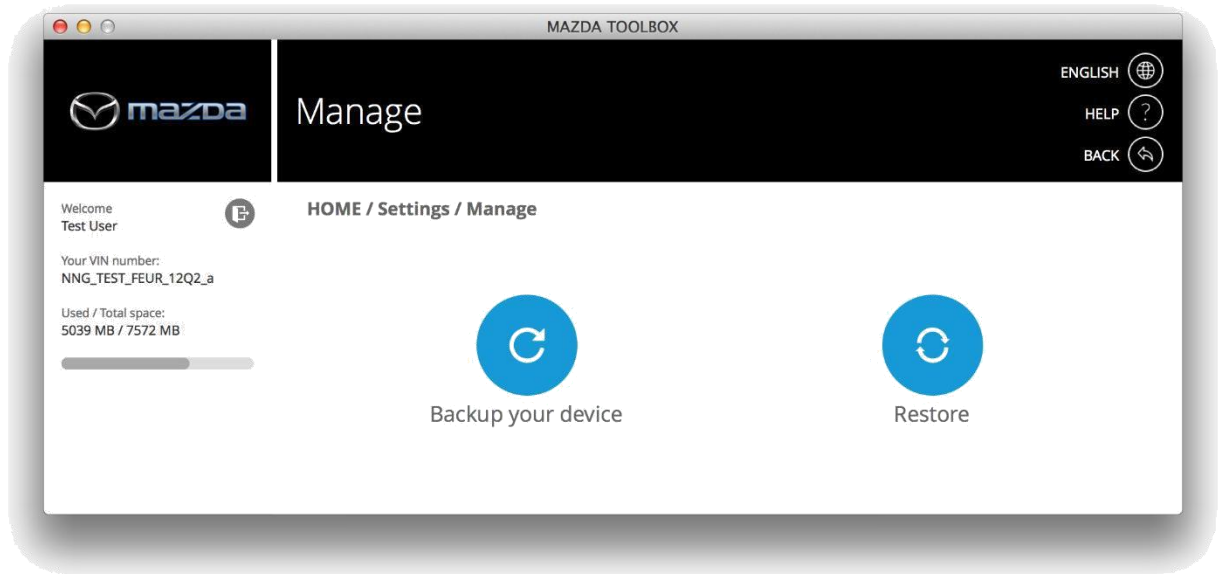 MAZDA TOOLBOX
mazda
Manage
ENGLISH
HELP ?
BACK
Welcome
Test User
Your VIN number:
NNG_TEST_FEUR_12Q2_a
Used / Total space:
5039 MB / 7572 MB
HOME / Settings / Manage
Backup your device
Restore